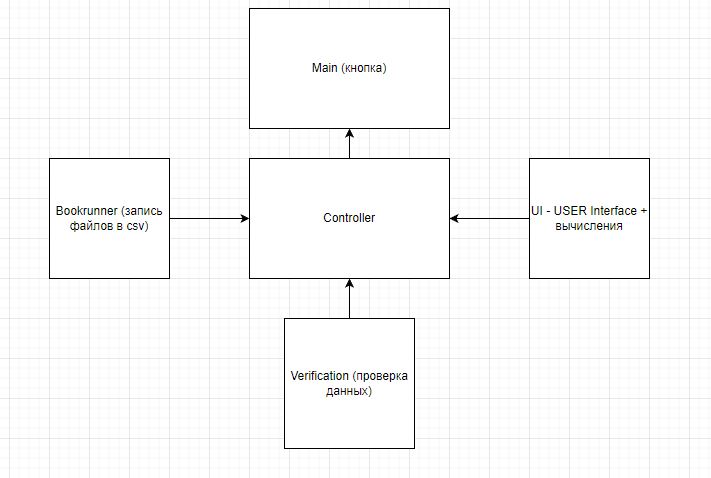 Main (кнопка)
Bookrunner (запись
файлов в csv)
Controller
UI - USER Interface +
вычисления
Verification (проверка
данных)